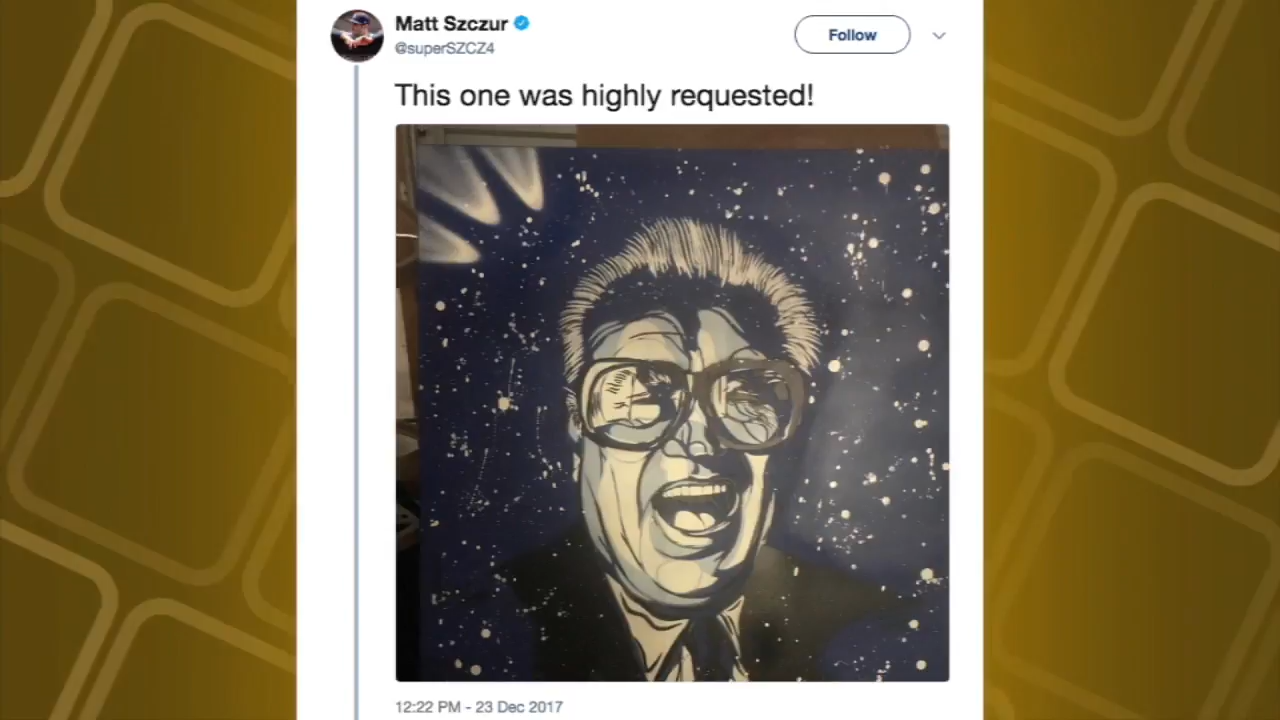 Matt Szczur
@superSZCZ4
Follow
This one was highly requested!
12:22 PM - 23 Dec 2017